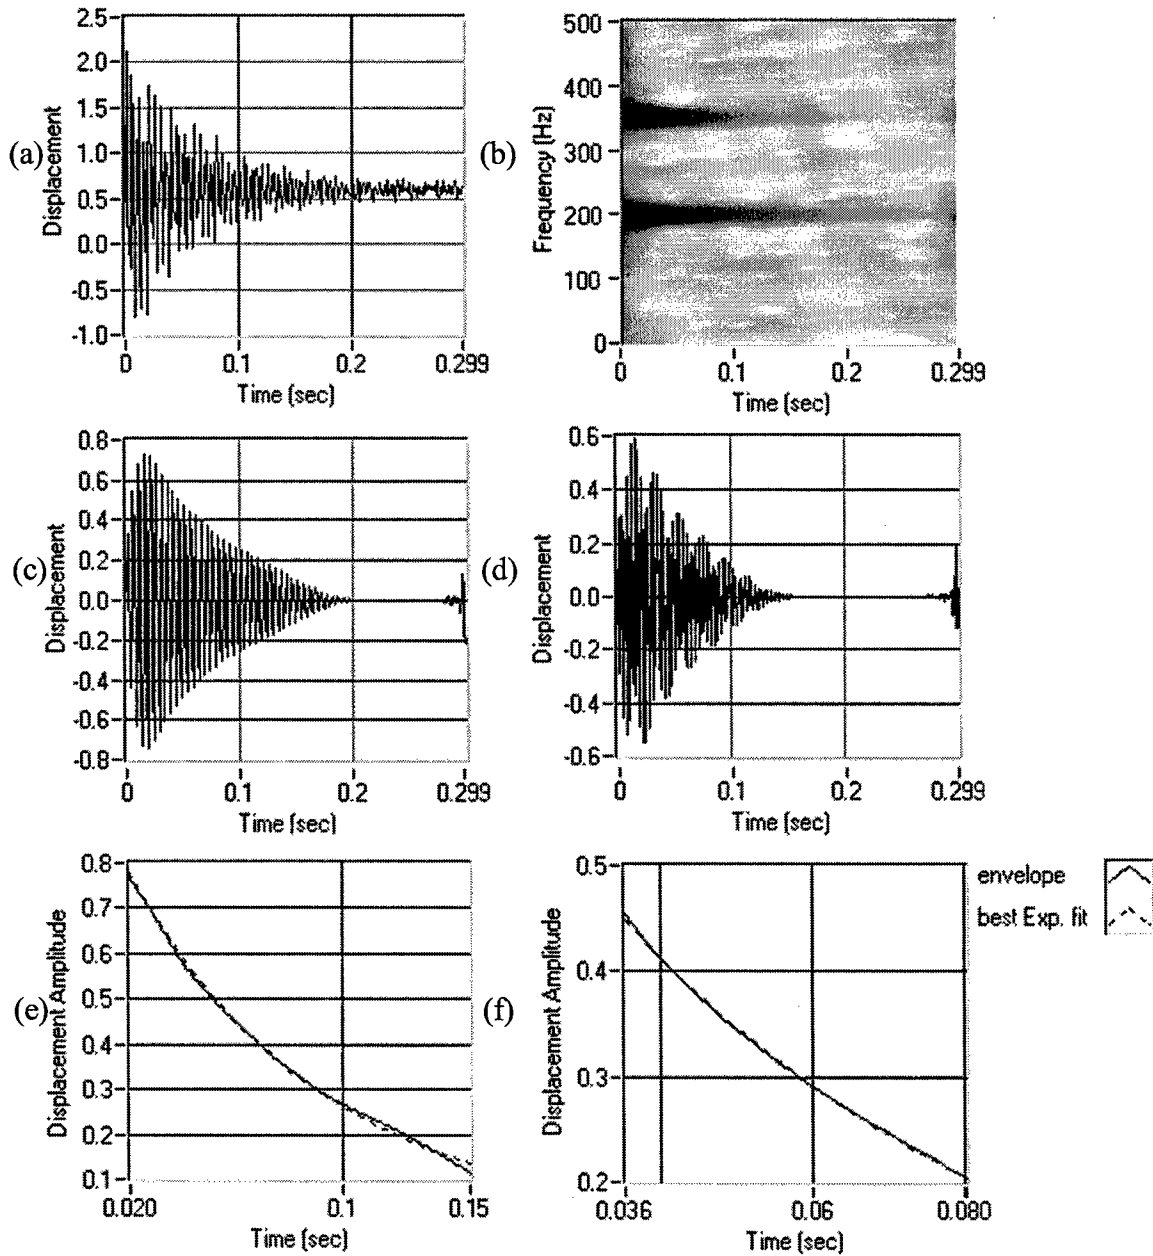 (a)
Displacement
2.5
2.0
1.5
1.0
0.5
0.0
-0.5
-1.0
0 0.1 0.2 0.299
Time (sec)
(b)
Frequency (Hz)
500
400
300
200
100
0
0 0.1 0.2 0.299
Time (sec)
(c)
Displacement
0.8
0.6
0.4
0.2
0.0
-0.2
-0.4
-0.6
-0.8
0 0.1 0.2 0.299
Time (sec)
(d)
Displacement
0.6
0.4
0.2
0.0
-0.2
-0.4
-0.6
0 0.1 0.2 0.299
Time (sec)
(e)
Displacement Amplitude
0.8
0.7
0.6
0.5
0.4
0.3
0.2
0.1
0.020 0.1 0.15
Time (sec)
(f)
Displacement Amplitude
0.5
0.4
0.3
0.2
0.036 0.06 0.080
Time (sec)
envelope
best Exp. fit